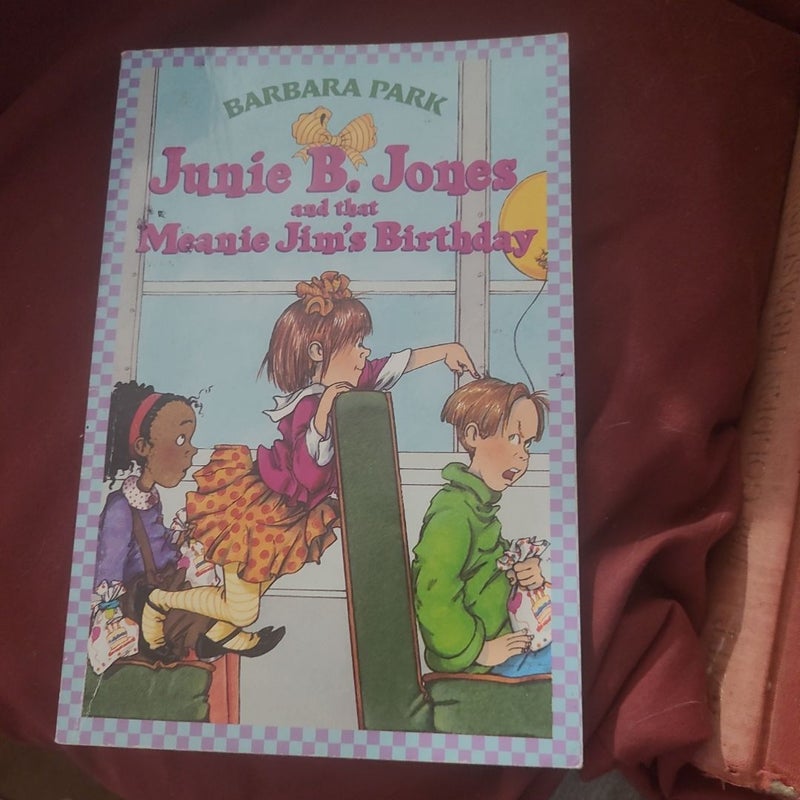 BARBARA PARK
Junie B. Jones
and that
Meanie Jim's Birthday